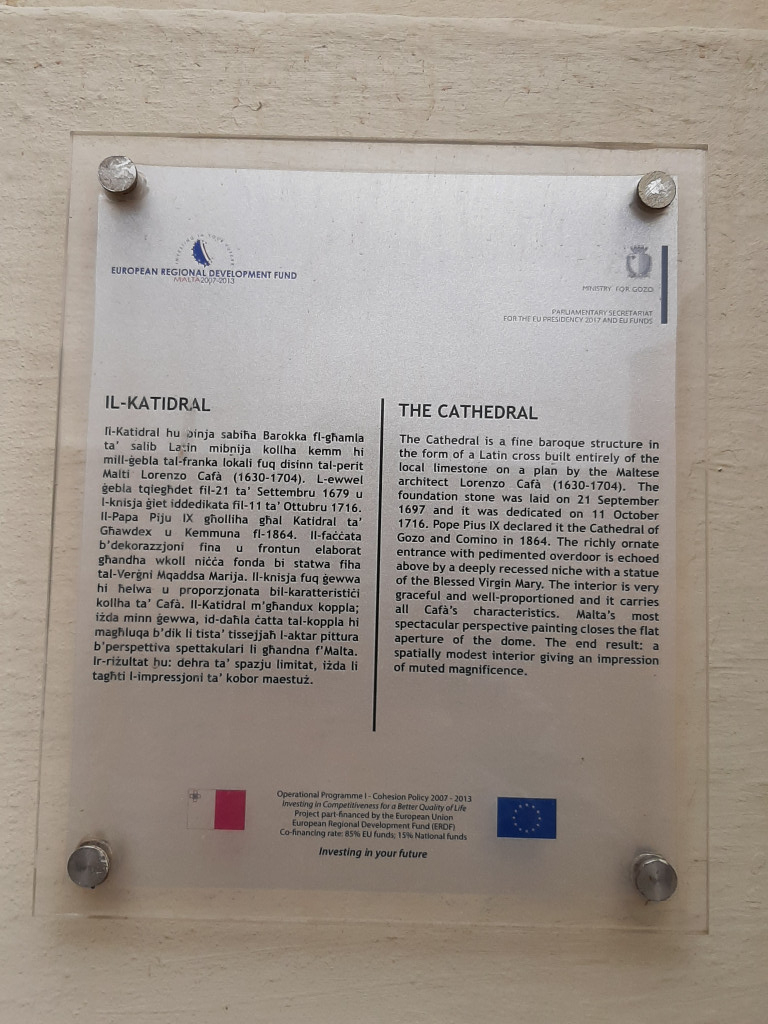 INVESTING IN YOUR FUTURE
EUROPEAN REGIONAL DEVELOPMENT FUND
MALTA 2007-2013
MINISTRY FOR GOZO
PARLIAMENTARY SECRETARIAT
FOR THE EU PRESIDENCY 2017 AND EU FUNDS
IL-KATIDRAL
Il-Katidral hu binja sabiħa Barokka fl-għamla
ta' salib Latin mibnija kollha kemm hi
mill-ġebla tal-franka lokali fuq disinn tal-perit
Malti Lorenzo Cafà (1630-1704). L-ewwel
ġebla tqiegħdet fil-21 ta' Settembru 1679 u
l-knisja ġiet iddedikata fil-11 ta' Ottubru 1716.
Il-Papa Piju IX għolliha għal Katidral ta'
Għawdex u Kemmuna fl-1864. Il-faċċata
b'dekorazzjoni fina u frontun elaborat
għandha wkoll niċċa fonda bi statwa fiha
tal-Verġni Mqaddsa Marija. Il-knisja fuq ġewwa
hi ħelwa u proporzjonata bil-karatteristiċi
kollha ta' Cafà. Il-Katidral m'għandux koppla;
iżda minn ġewwa, id-daħla ċatta tal-koppla hi
magħluqa b'dik li tista' tissejjaħ l-aktar pittura
b'perspettiva spettakulari li għandna f'Malta.
Ir-riżultat hu: dehra ta' spazju limitat, iżda li
tagħti l-impressjoni ta' kobor maestuż.
THE CATHEDRAL
The Cathedral is a fine baroque structure in
the form of a Latin cross built entirely of the
local limestone on a plan by the Maltese
architect Lorenzo Cafà (1630-1704). The
foundation stone was laid on 21 September
1697 and it was dedicated on 11 October
1716. Pope Pius IX declared it the Cathedral of
Gozo and Comino in 1864. The richly ornate
entrance with pedimented overdoor is echoed
above by a deeply recessed niche with a statue
of the Blessed Virgin Mary. The interior is very
graceful and well-proportioned and it carries
all Cafà's characteristics. Malta's most
spectacular perspective painting closes the flat
aperture of the dome. The end result: a
spatially modest interior giving an impression
of muted magnificence.
Operational Programme I - Cohesion Policy 2007 - 2013
Investing in Competitiveness for a Better Quality of Life
Project part-financed by the European Union
European Regional Development Fund (ERDF)
Co-financing rate: 85% EU funds; 15% National funds
Investing in your future